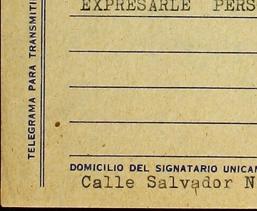 EXPRESARLE PERS
TELEGRAMA PARA TRANSMITI
DOMICILIO DEL SIGNATARIO UNICAM
Calle Salvador N